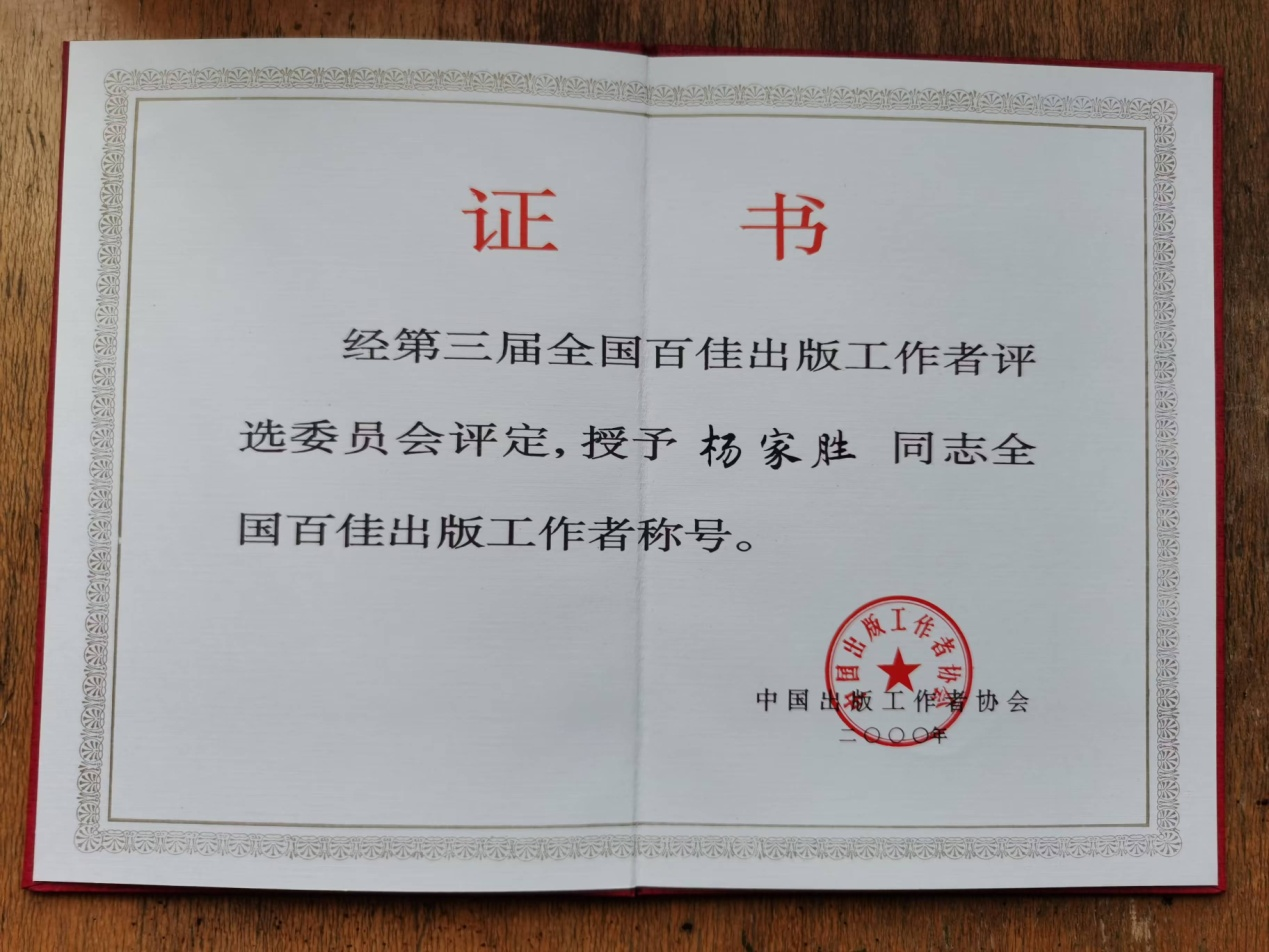 证 书
经第三届全国百佳出版工作者评
选委员会评定,授予 杨家胜 同志全
国百佳出版工作者称号。
国出版工作者协
中国出版工作者协会
二〇〇〇年